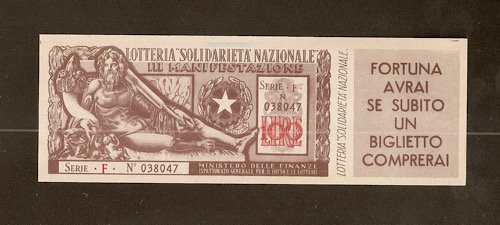 LOTTERIA "SOLIDARIETÀ NAZIONALE"
III MANIFESTAZIONE
SERIE · F ·
N
038047
LIRE
100
SERIE · F · N° 038047
MINISTERO DELLE FINANZE
ISPETTORATO GENERALE PER IL LOTTO E LE LOTTERIE
LOTTERIA "SOLIDARIETÀ NAZIONALE"
FORTUNA
AVRAI
SE SUBITO
UN
BIGLIETTO
COMPRERAI